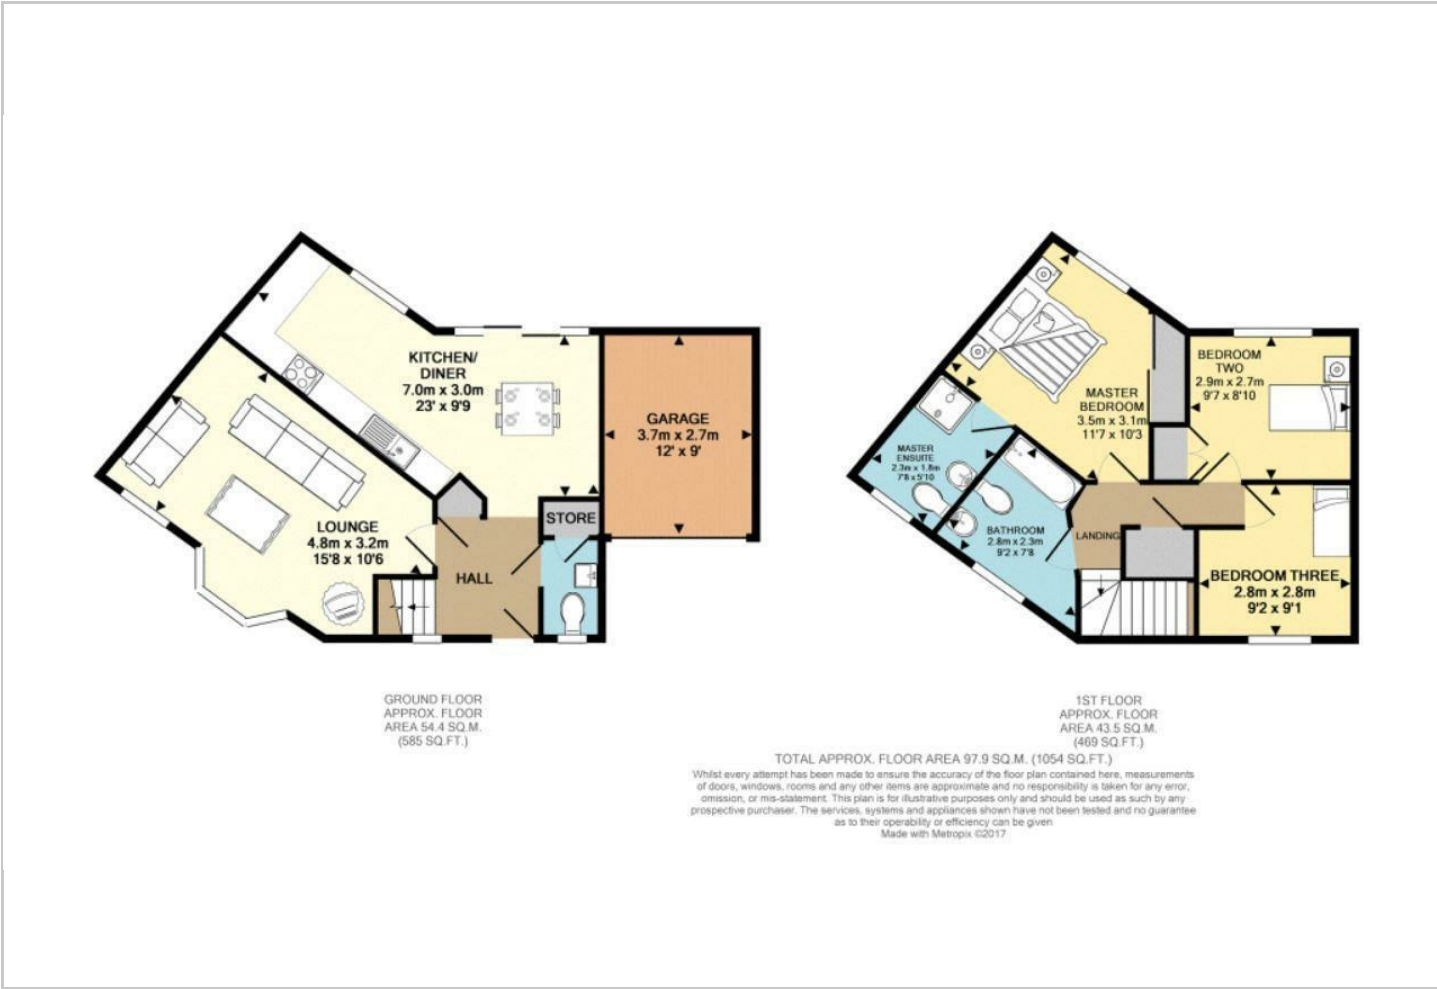 KITCHEN/
DINER
7.0m x 3.0m
23' x 9'9
GARAGE
3.7m x 2.7m
12' x 9'
LOUNGE
4.8m x 3.2m
15'8 x 10'6
STORE
HALL
GROUND FLOOR
APPROX. FLOOR
AREA 54.4 SQ.M.
(585 SQ.FT.)
BEDROOM
TWO
2.9m x 2.7m
9'7 x 8'10
MASTER
BEDROOM
3.5m x 3.1m
11'7 x 10'3
MASTER
ENSUITE
2.3m x 1.8m
7'8 x 5'10
BATHROOM
2.8m x 2.3m
9'2 x 7'8
LANDING
BEDROOM THREE
2.8m x 2.8m
9'2 x 9'1
1ST FLOOR
APPROX. FLOOR
AREA 43.5 SQ.M.
(469 SQ.FT.)
TOTAL APPROX. FLOOR AREA 97.9 SQ.M. (1054 SQ.FT.)
Whilst every attempt has been made to ensure the accuracy of the floor plan contained here, measurements
of doors, windows, rooms and any other items are approximate and no responsibility is taken for any error,
omission, or mis-statement. This plan is for illustrative purposes only and should be used as such by any
prospective purchaser. The services, systems and appliances shown have not been tested and no guarantee
as to their operability or efficiency can be given
Made with Metropix ©2017